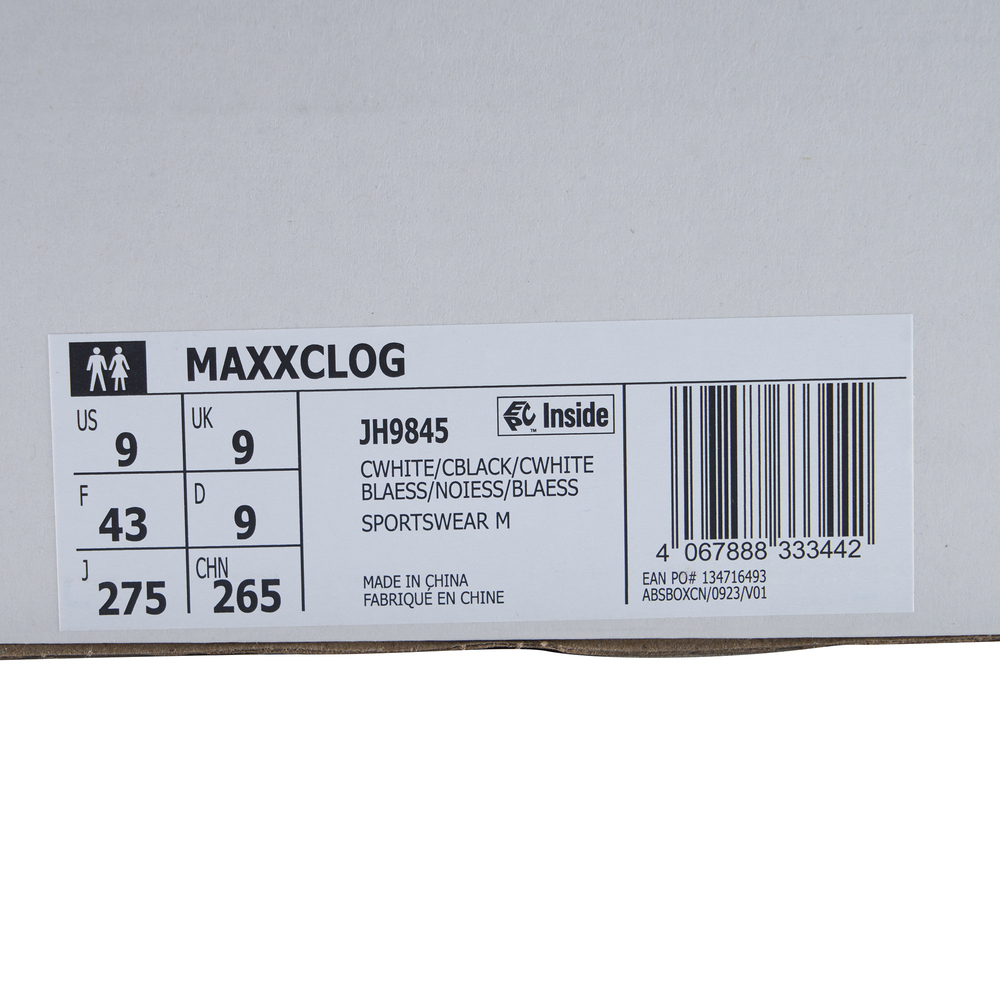 MAXXCLOG
US 9
UK 9
F 43
D 9
J 275
CHN 265
JH9845
Inside
™
CWHITE/CBLACK/CWHITE
BLAESS/NOIESS/BLAESS
SPORTSWEAR M
MADE IN CHINA
FABRIQUÉ EN CHINE
4 067888 333442
EAN PO# 134716493
ABSBOXCN/0923/V01